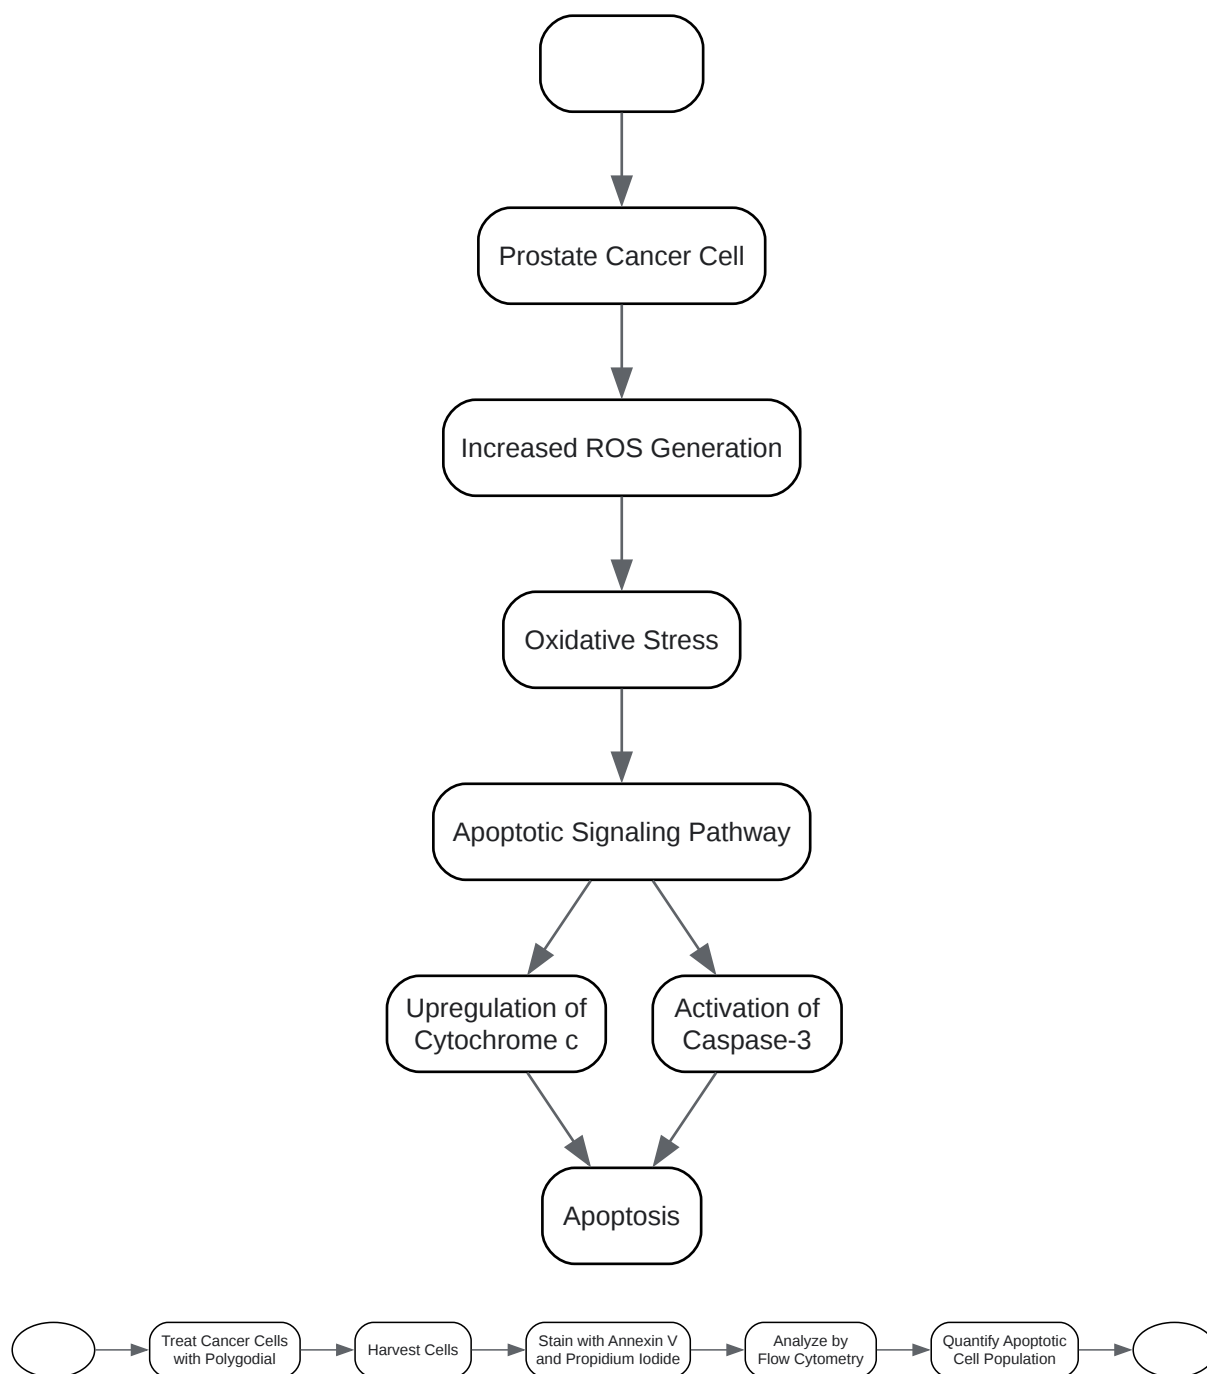 Prostate Cancer Cell
Increased ROS Generation
Oxidative Stress
Apoptotic Signaling Pathway
Upregulation of
Cytochrome c
Activation of
Caspase-3
Apoptosis
Treat Cancer Cells
with Polygodial
Harvest Cells
Stain with Annexin V
and Propidium Iodide
Analyze by
Flow Cytometry
Quantify Apoptotic
Cell Population